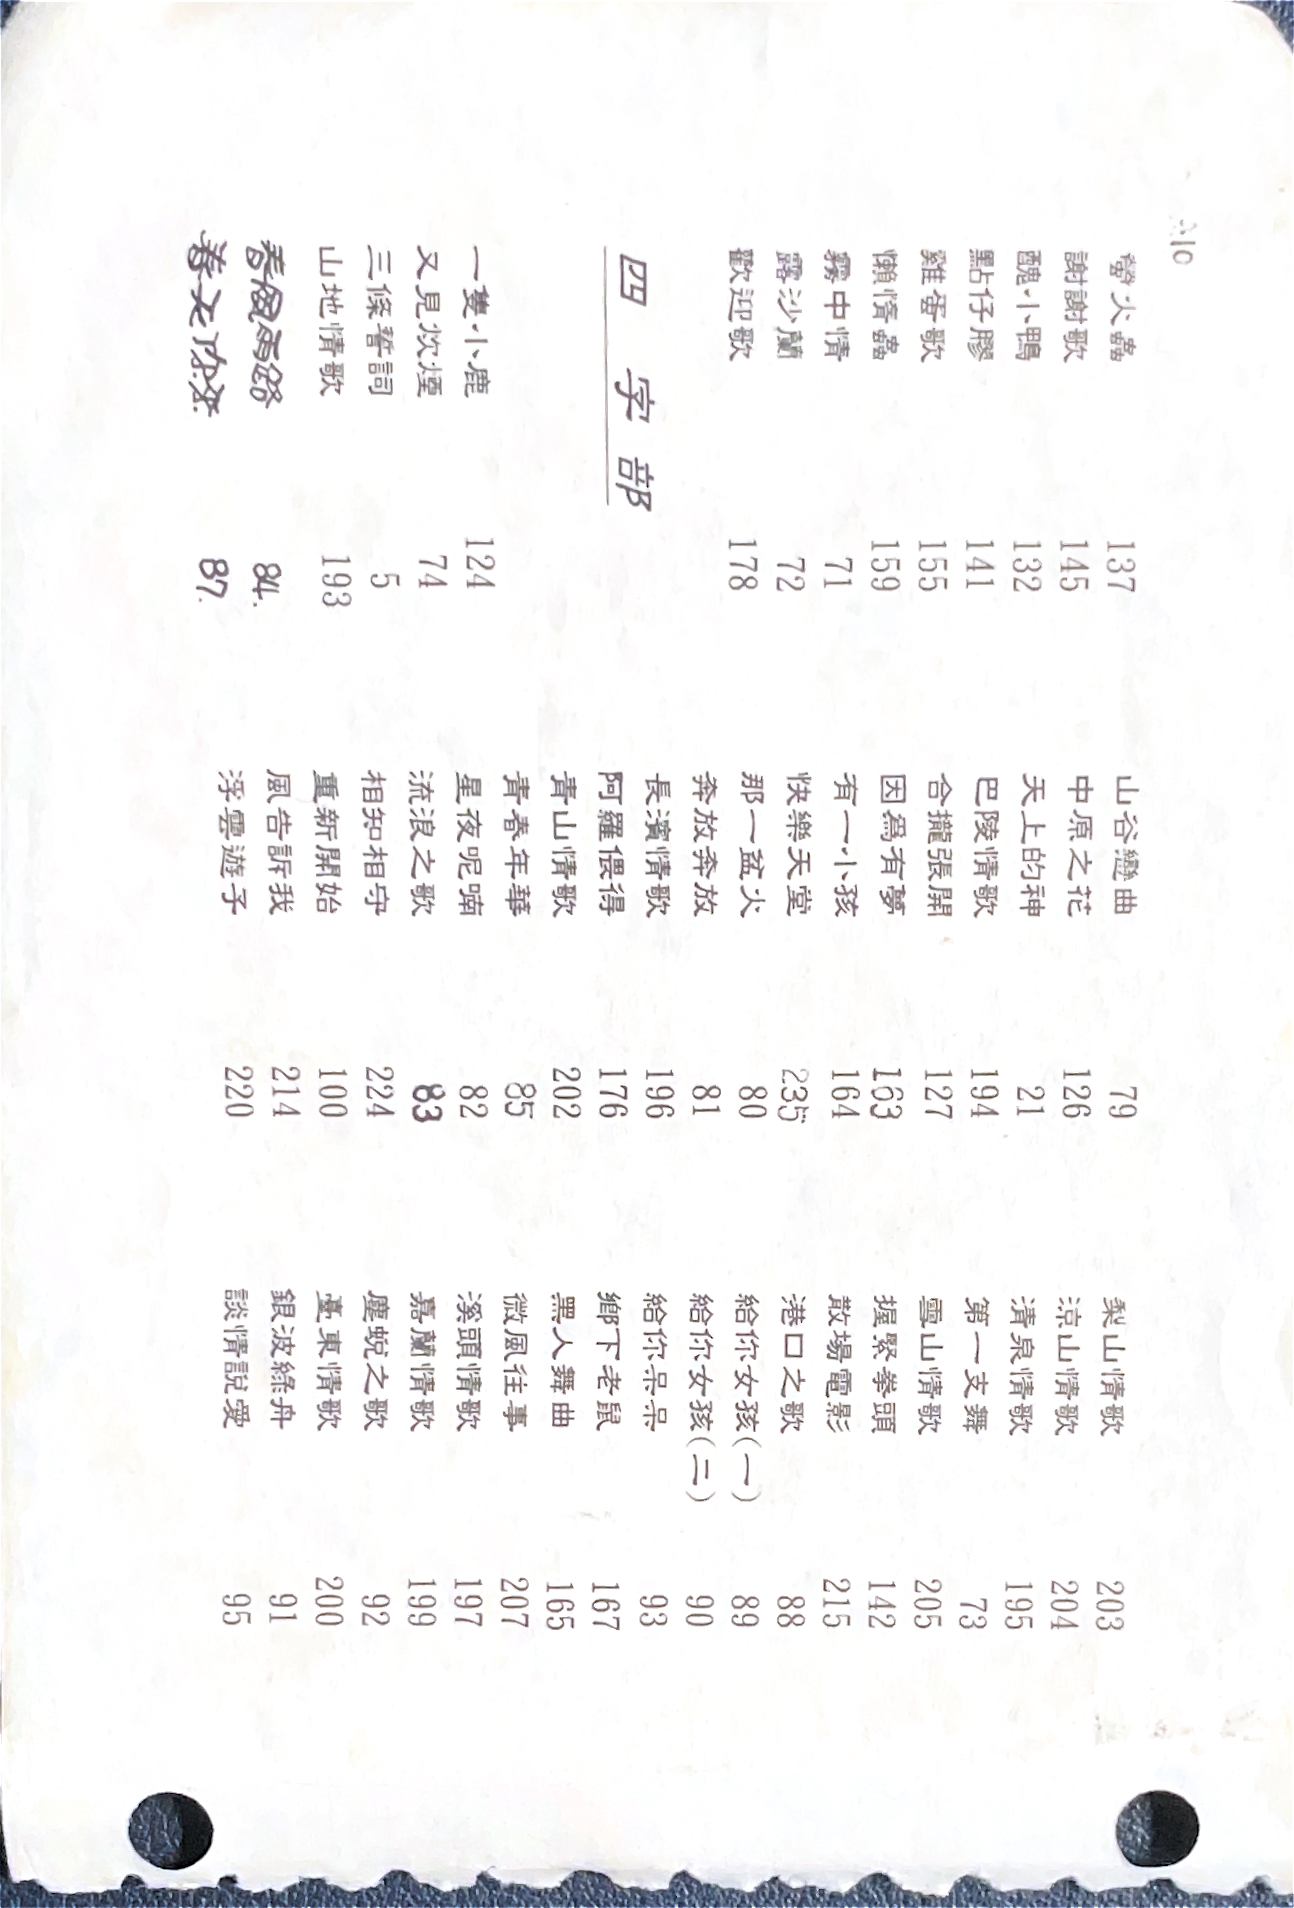 螢火蟲 137
謝謝歌 145
醜小鴨 132
點仔膠 141
雞蛋歌 155
懶惰蟲 159
霧中情 71
露沙蘭 72
歡迎歌 178
四字部
一隻小鹿 124
又見炊煙 74
三條誓詞 5
山地情歌 193
春風雨路 84.
春天 87.
山谷戀曲 79
中原之花 126
天上的神 21
巴陵情歌 194
合攏張開 127
因爲有夢 163
有一小孩 164
快樂天堂 235
那一盆火 80
奔放奔放 81
長濱情歌 196
阿羅偎得 176
青山情歌 202
青春年華 85
星夜呢喃 82
流浪之歌 83
相知相守 224
重新開始 100
風告訴我 214
浮雲遊子 220
梨山情歌 203
涼山情歌 204
清泉情歌 195
第一支舞 73
雪山情歌 205
握緊拳頭 142
散場電影 215
港口之歌 88
給你女孩(一) 89
給你女孩(二) 90
給你呆呆 93
鄉下老鼠 167
黑人舞曲 165
微風往事 207
溪頭情歌 197
嘉蘭情歌 199
塵蛻之歌 92
臺東情歌 200
銀波綠舟 91
談情說愛 95